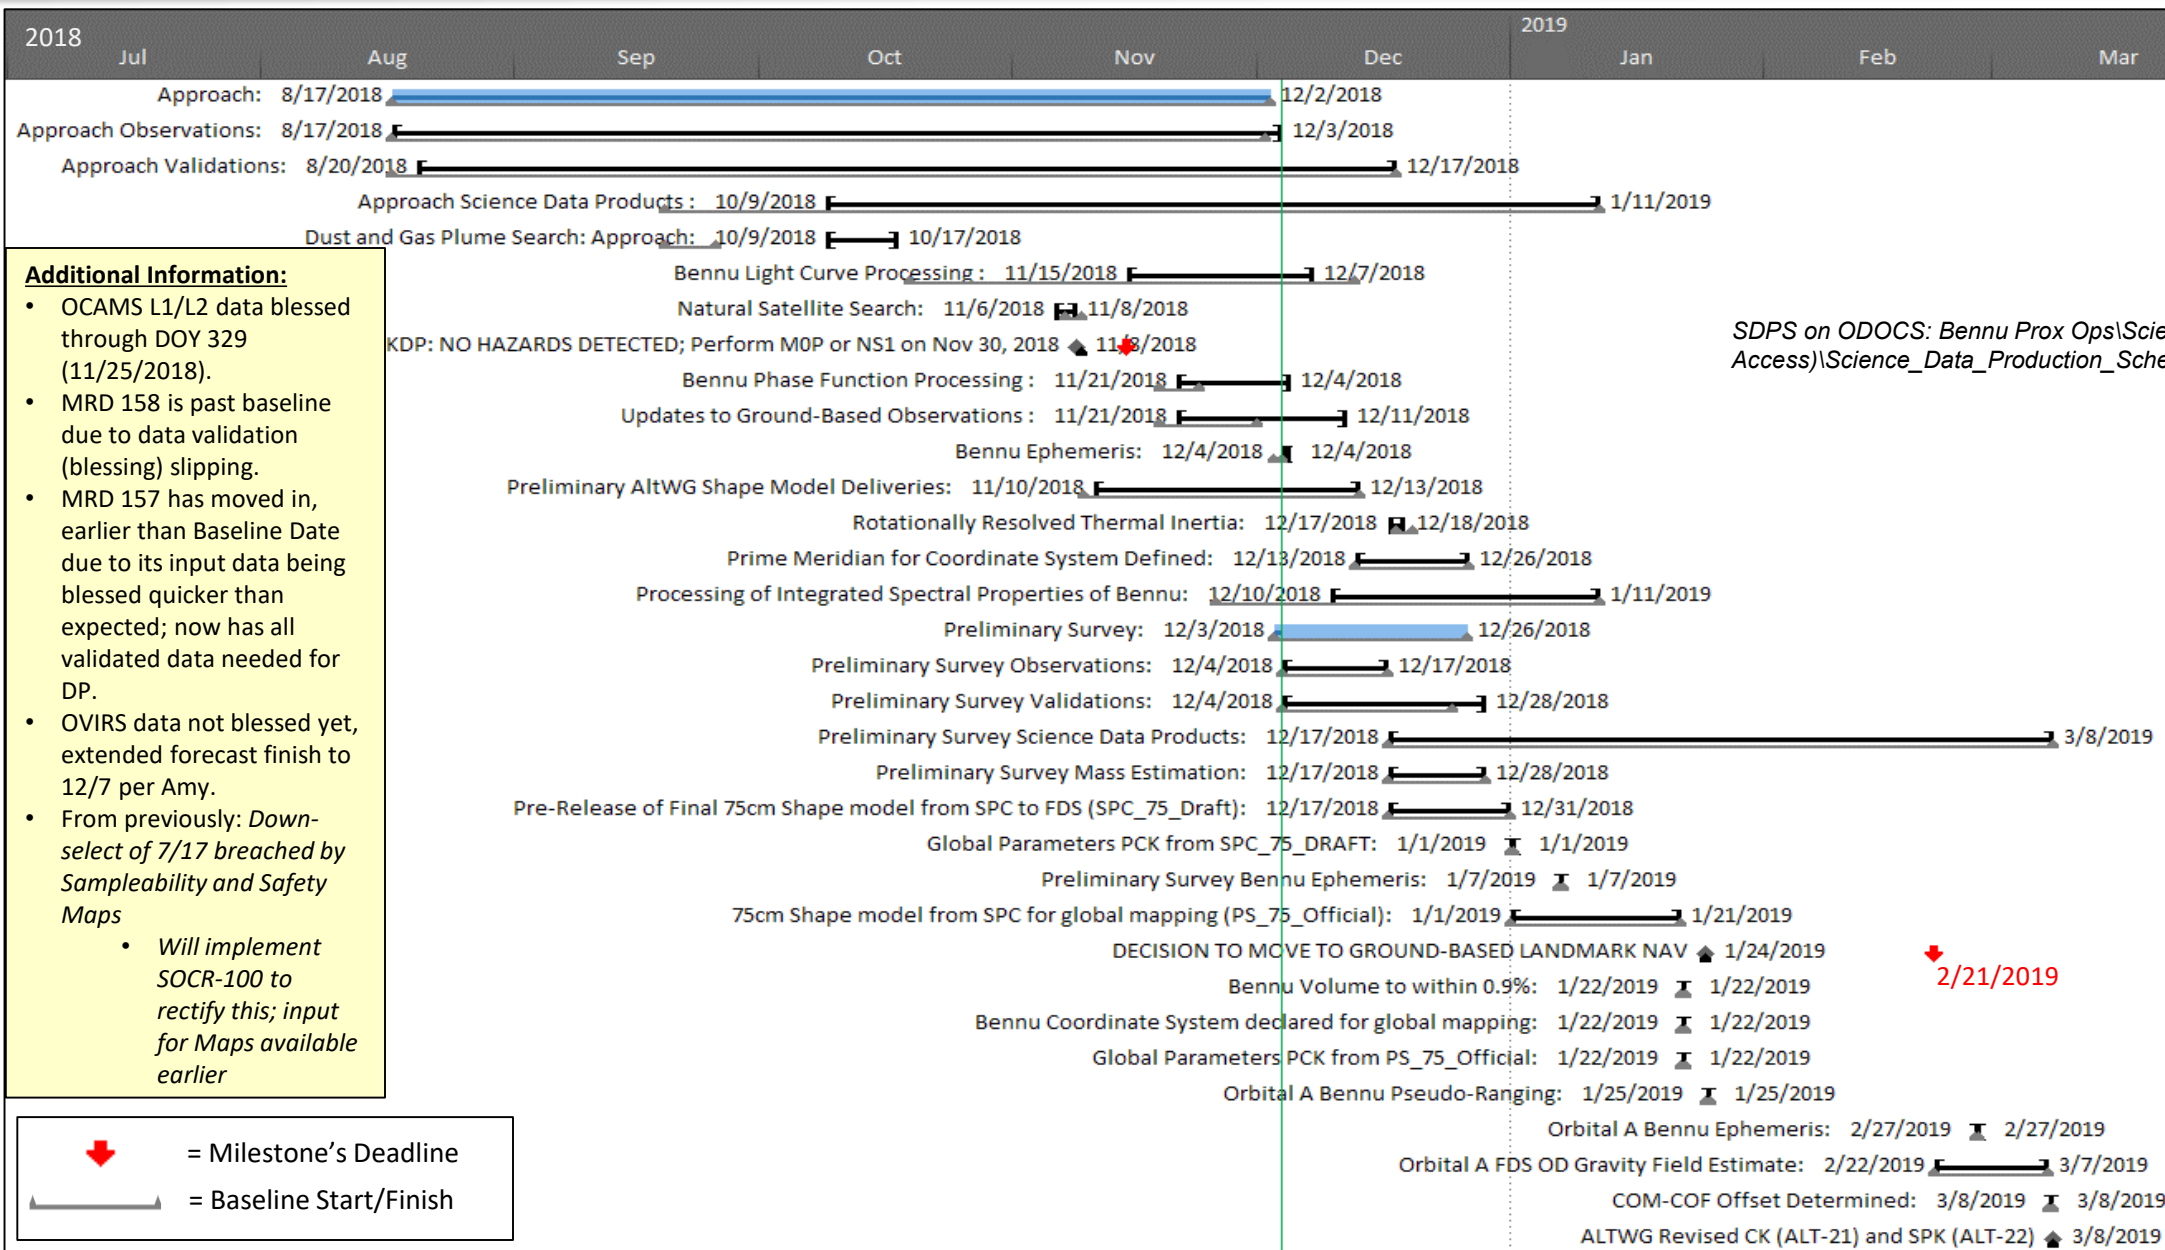 2018
2019
Jul Aug Sep Oct Nov Dec Jan Feb Mar
Approach: 8/17/2018 12/2/2018
Approach Observations: 8/17/2018 12/3/2018
Approach Validations: 8/20/2018 12/17/2018
Approach Science Data Products : 10/9/2018 1/11/2019
Dust and Gas Plume Search: Approach: 10/9/2018 10/17/2018
Bennu Light Curve Processing : 11/15/2018 12/7/2018
Natural Satellite Search: 11/6/2018 11/8/2018
KDP: NO HAZARDS DETECTED; Perform M0P or NS1 on Nov 30, 2018 11/8/2018
Bennu Phase Function Processing : 11/21/2018 12/4/2018
Updates to Ground-Based Observations : 11/21/2018 12/11/2018
Bennu Ephemeris: 12/4/2018 12/4/2018
Preliminary AltWG Shape Model Deliveries: 11/10/2018 12/13/2018
Rotationally Resolved Thermal Inertia: 12/17/2018 12/18/2018
Prime Meridian for Coordinate System Defined: 12/13/2018 12/26/2018
Processing of Integrated Spectral Properties of Bennu: 12/10/2018 1/11/2019
Preliminary Survey: 12/3/2018 12/26/2018
Preliminary Survey Observations: 12/4/2018 12/17/2018
Preliminary Survey Validations: 12/4/2018 12/28/2018
Preliminary Survey Science Data Products: 12/17/2018 3/8/2019
Preliminary Survey Mass Estimation: 12/17/2018 12/28/2018
Pre-Release of Final 75cm Shape model from SPC to FDS (SPC_75_Draft): 12/17/2018 12/31/2018
Global Parameters PCK from SPC_75_DRAFT: 1/1/2019 1/1/2019
Preliminary Survey Bennu Ephemeris: 1/7/2019 1/7/2019
75cm Shape model from SPC for global mapping (PS_75_Official): 1/1/2019 1/21/2019
DECISION TO MOVE TO GROUND-BASED LANDMARK NAV 1/24/2019
2/21/2019
Bennu Volume to within 0.9%: 1/22/2019 1/22/2019
Bennu Coordinate System declared for global mapping: 1/22/2019 1/22/2019
Global Parameters PCK from PS_75_Official: 1/22/2019 1/22/2019
Orbital A Bennu Pseudo-Ranging: 1/25/2019 1/25/2019
Orbital A Bennu Ephemeris: 2/27/2019 2/27/2019
Orbital A FDS OD Gravity Field Estimate: 2/22/2019 3/7/2019
COM-COF Offset Determined: 3/8/2019 3/8/2019
ALTWG Revised CK (ALT-21) and SPK (ALT-22) 3/8/2019
SDPS on ODOCS: Bennu Prox Ops\Scie
Access)\Science_Data_Production_Sche
Additional Information:
• OCAMS L1/L2 data blessed
through DOY 329
(11/25/2018).
• MRD 158 is past baseline
due to data validation
(blessing) slipping.
• MRD 157 has moved in,
earlier than Baseline Date
due to its input data being
blessed quicker than
expected; now has all
validated data needed for
DP.
• OVIRS data not blessed yet,
extended forecast finish to
12/7 per Amy.
• From previously: Down-
select of 7/17 breached by
Sampleability and Safety
Maps
• Will implement
SOCR-100 to
rectify this; input
for Maps available
earlier
= Milestone's Deadline
= Baseline Start/Finish